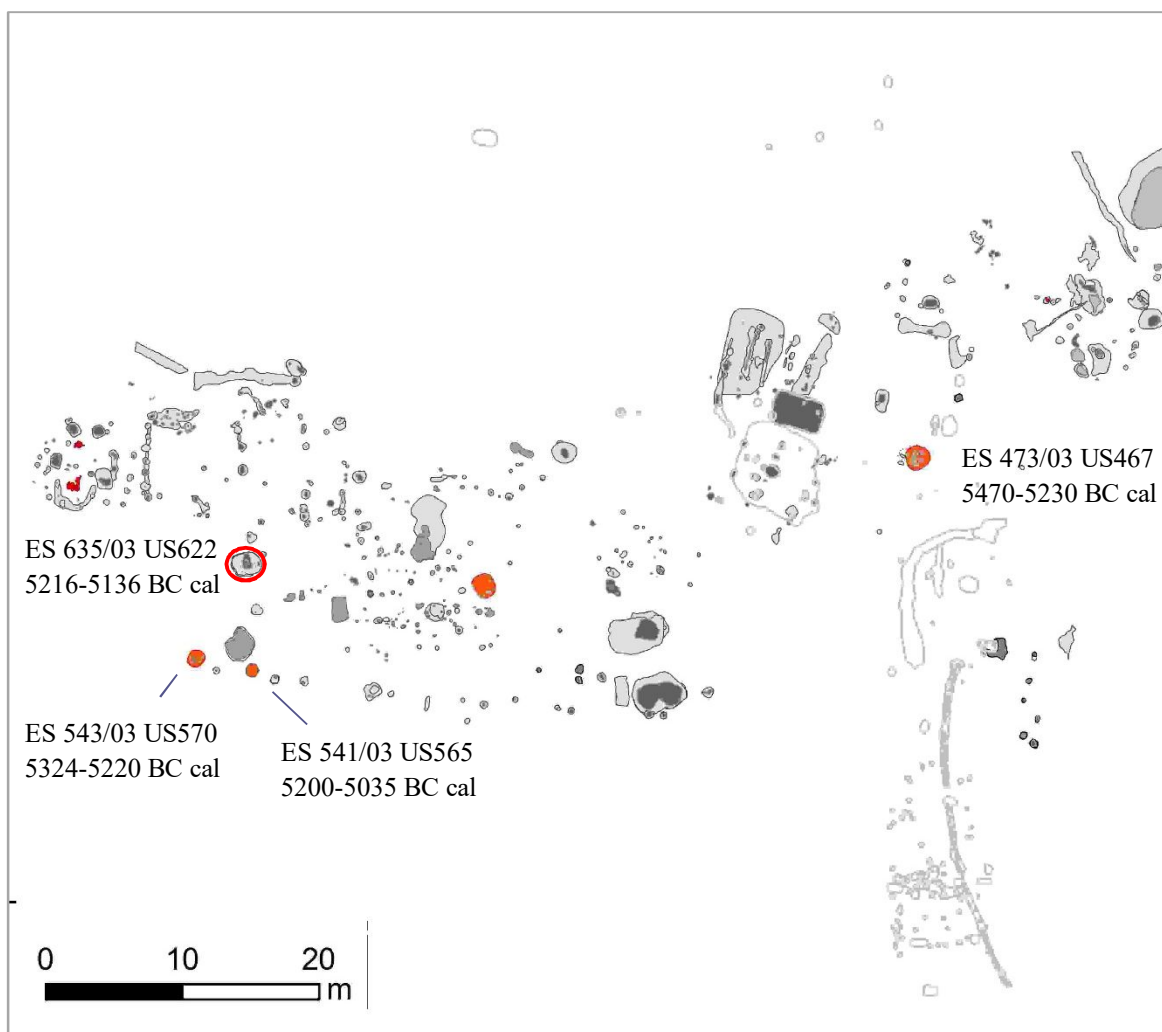 ES 473/03 US467
5470-5230 BC cal
ES 635/03 US622
5216-5136 BC cal
ES 543/03 US570
5324-5220 BC cal
ES 541/03 US565
5200-5035 BC cal
0 10 20
m